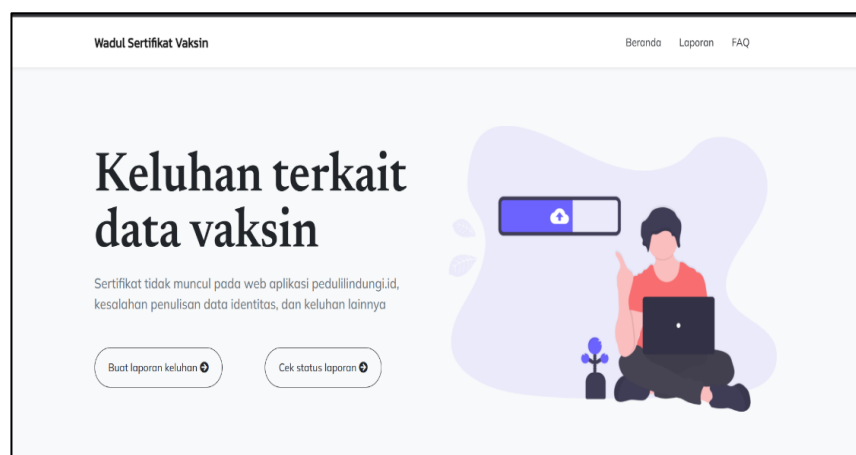 Wadul Sertifikat Vaksin
Beranda Laporan FAQ
Keluhan terkait
data vaksin
Sertifikat tidak muncul pada web aplikasi pedulilindungi.id,
kesalahan penulisan data identitas, dan keluhan lainnya
Buat laporan keluhan
Cek status laporan